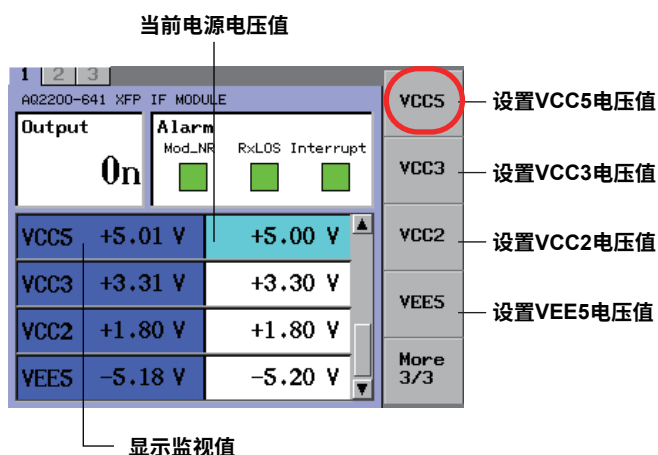 当前电源电压值
1 2 3
AQ2200-641 XFP IF MODULE
Output
On
Alarm
Mod_NR RxLOS Interrupt
VCC5 +5.01 V +5.00 V
VCC3 +3.31 V +3.30 V
VCC2 +1.80 V +1.80 V
VEE5 -5.18 V -5.20 V
VCC5
设置VCC5电压值
VCC3
设置VCC3电压值
VCC2
设置VCC2电压值
VEE5
设置VEE5电压值
More
3/3
显示监视值